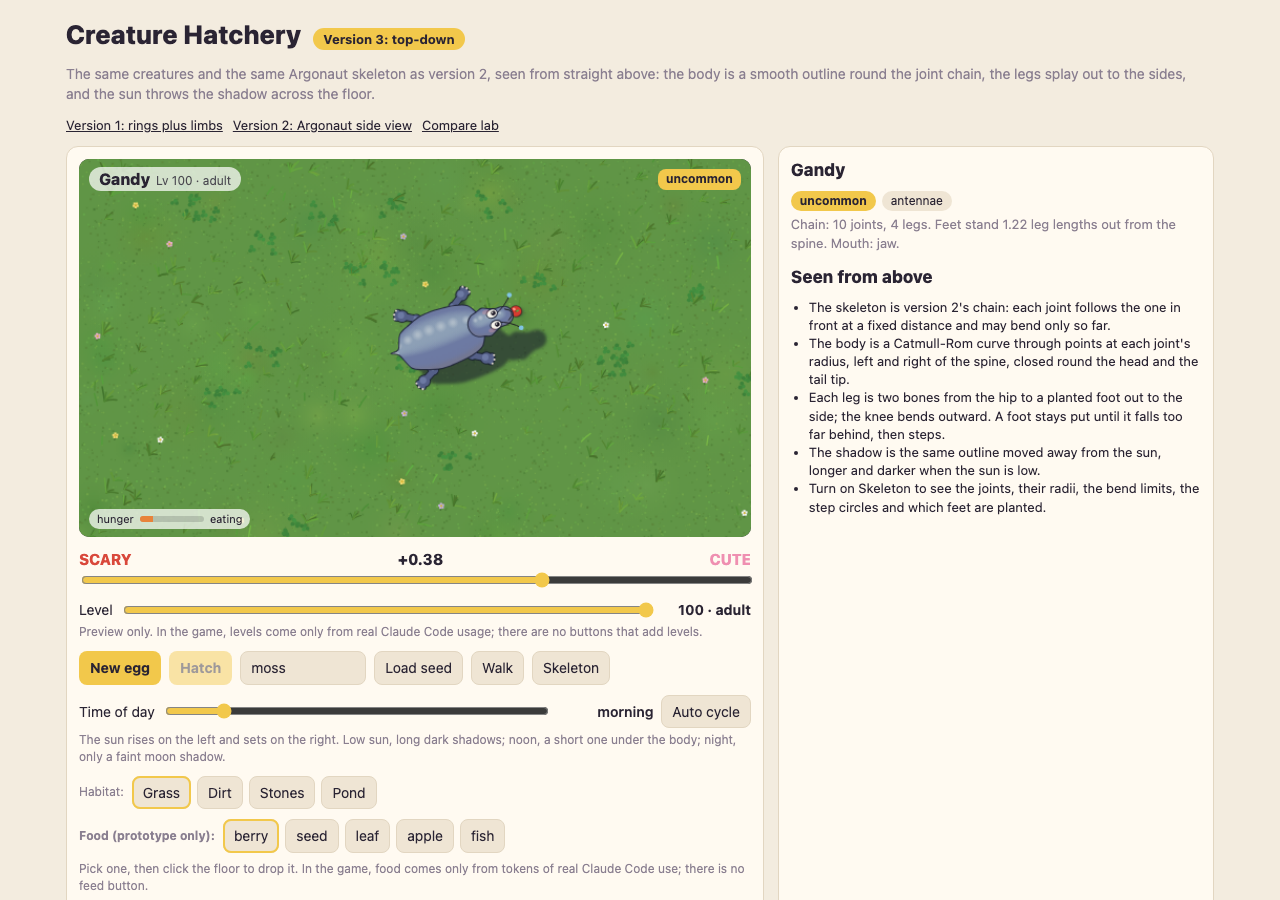 Creature Hatchery
Version 3: top-down
The same creatures and the same Argonaut skeleton as version 2, seen from straight above: the body is a smooth outline round the joint chain, the legs splay out to the sides,
and the sun throws the shadow across the floor.
Version 1: rings plus limbs Version 2: Argonaut side view Compare lab
Gandy Lv 100 · adult
uncommon
hunger eating
SCARY +0.38 CUTE
Level 100 · adult
Preview only. In the game, levels come only from real Claude Code usage; there are no buttons that add levels.
New egg Hatch moss Load seed Walk Skeleton
Time of day morning Auto cycle
The sun rises on the left and sets on the right. Low sun, long dark shadows; noon, a short one under the body; night,
only a faint moon shadow.
Habitat: Grass Dirt Stones Pond
Food (prototype only): berry seed leaf apple fish
Pick one, then click the floor to drop it. In the game, food comes only from tokens of real Claude Code use; there is no
feed button.
Gandy
uncommon antennae
Chain: 10 joints, 4 legs. Feet stand 1.22 leg lengths out from the
spine. Mouth: jaw.
Seen from above
• The skeleton is version 2's chain: each joint follows the one in
front at a fixed distance and may bend only so far.
• The body is a Catmull-Rom curve through points at each joint's
radius, left and right of the spine, closed round the head and the
tail tip.
• Each leg is two bones from the hip to a planted foot out to the
side; the knee bends outward. A foot stays put until it falls too
far behind, then steps.
• The shadow is the same outline moved away from the sun,
longer and darker when the sun is low.
• Turn on Skeleton to see the joints, their radii, the bend limits, the
step circles and which feet are planted.